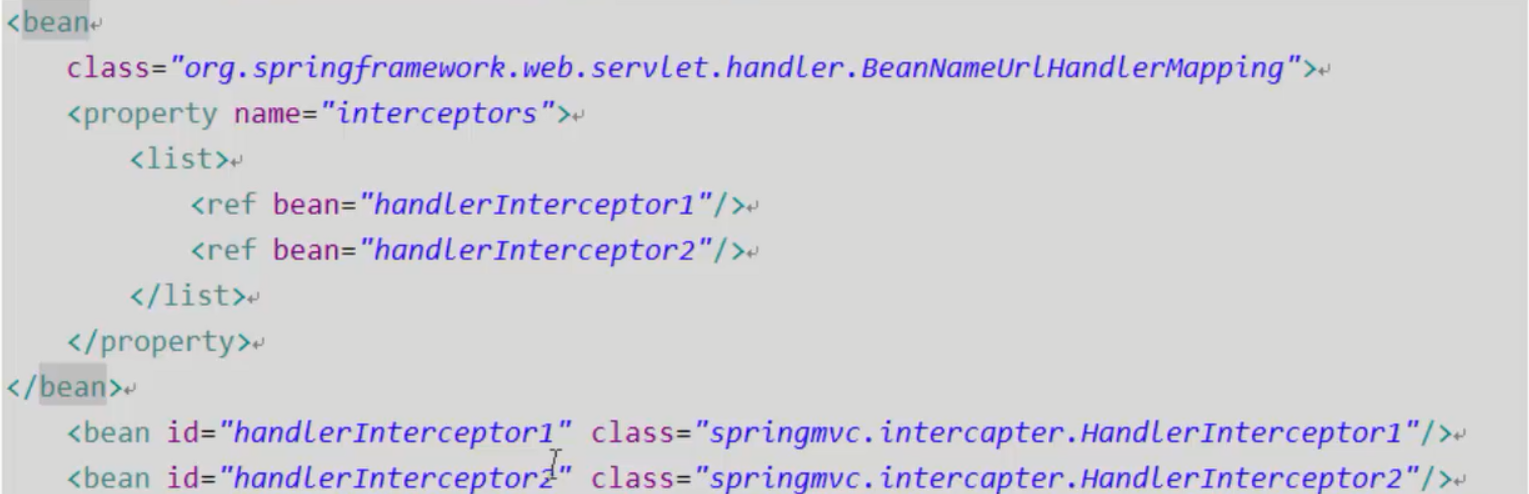 <bean
class="org.springframework.web.servlet.handler.BeanNameUrlHandlerMapping">
<property name="interceptors">
<list>
<ref bean="handlerInterceptor1"/>
<ref bean="handlerInterceptor2"/>
</list>
</property>
</bean>
<bean id="handlerInterceptor1" class="springmvc.intercapter.HandlerInterceptor1"/>
<bean id="handlerInterceptor2" class="springmvc.intercapter.HandlerInterceptor2"/>